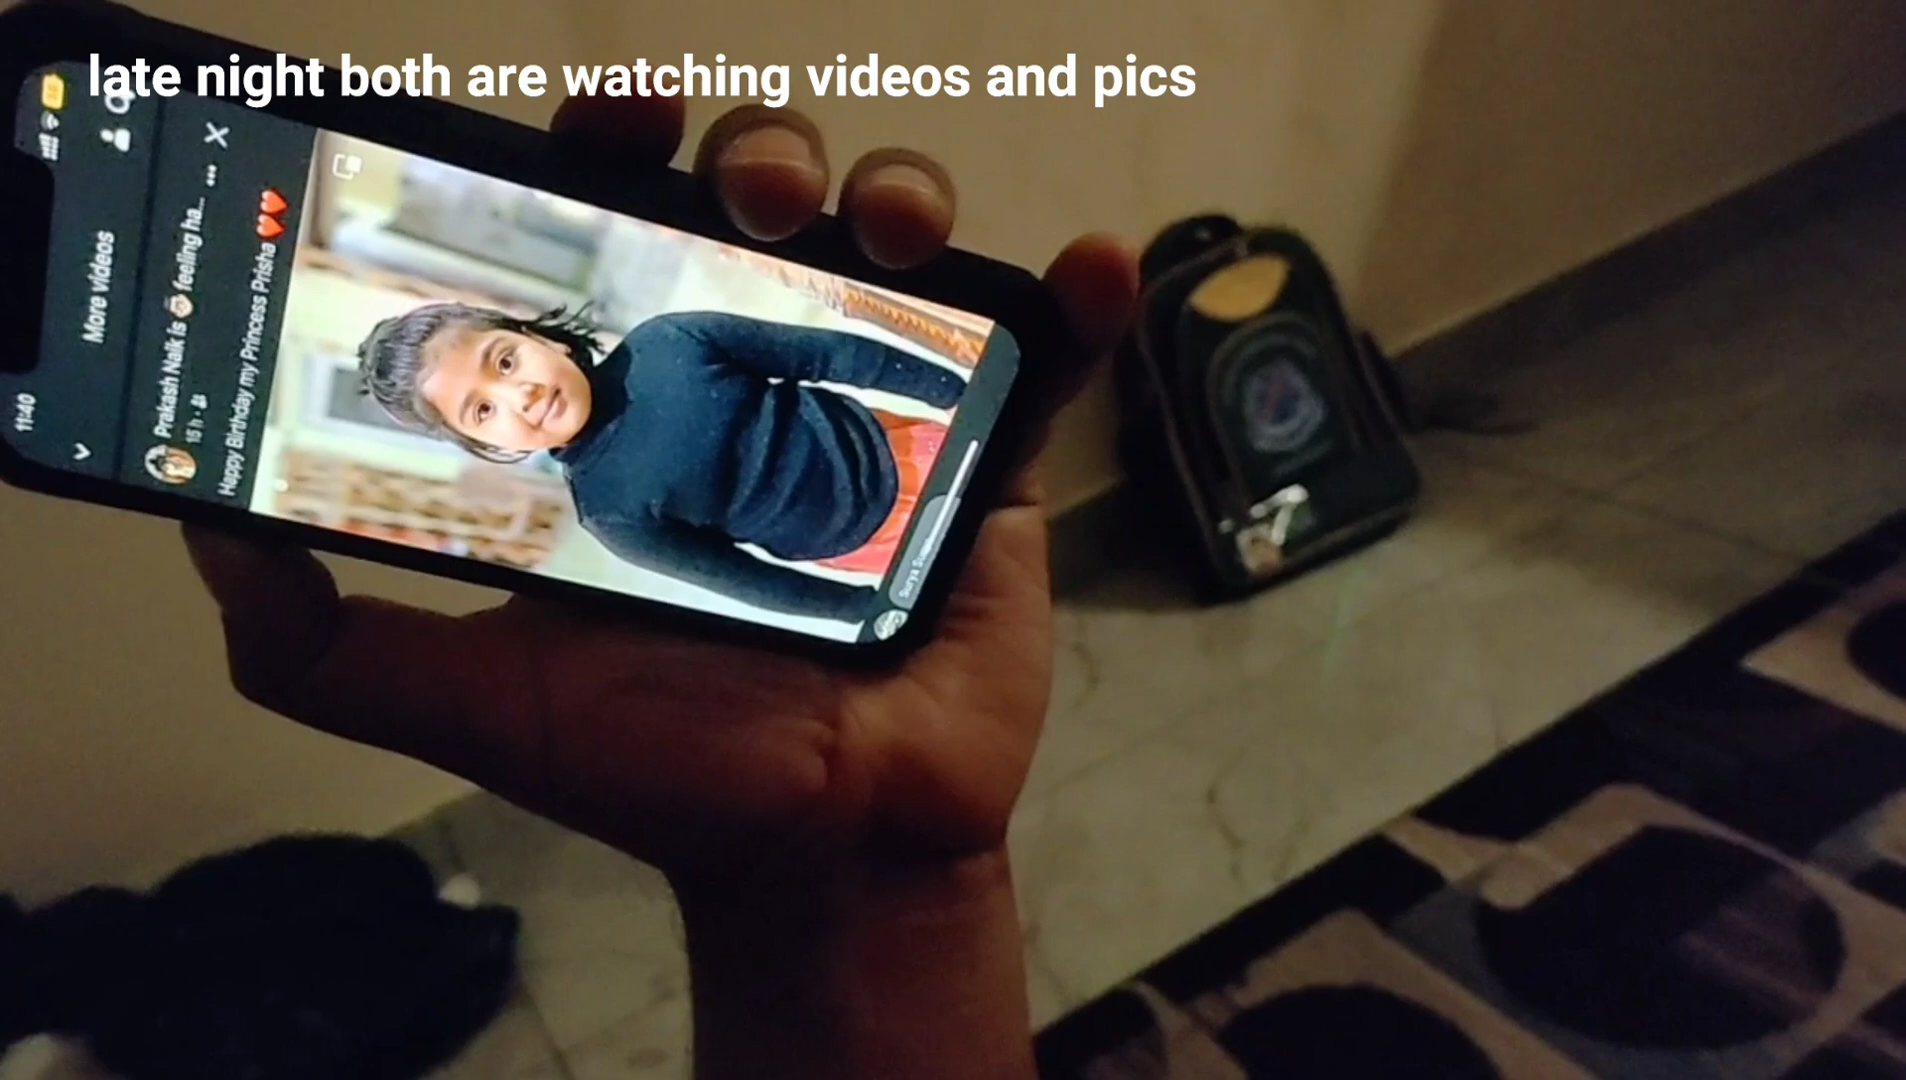 late night both are watching videos and pics
11:40
More videos
Prakash Naik is 👶 feeling ha... ...
15 h
Happy Birthday my Princess Prisha ❤️❤️
Surya